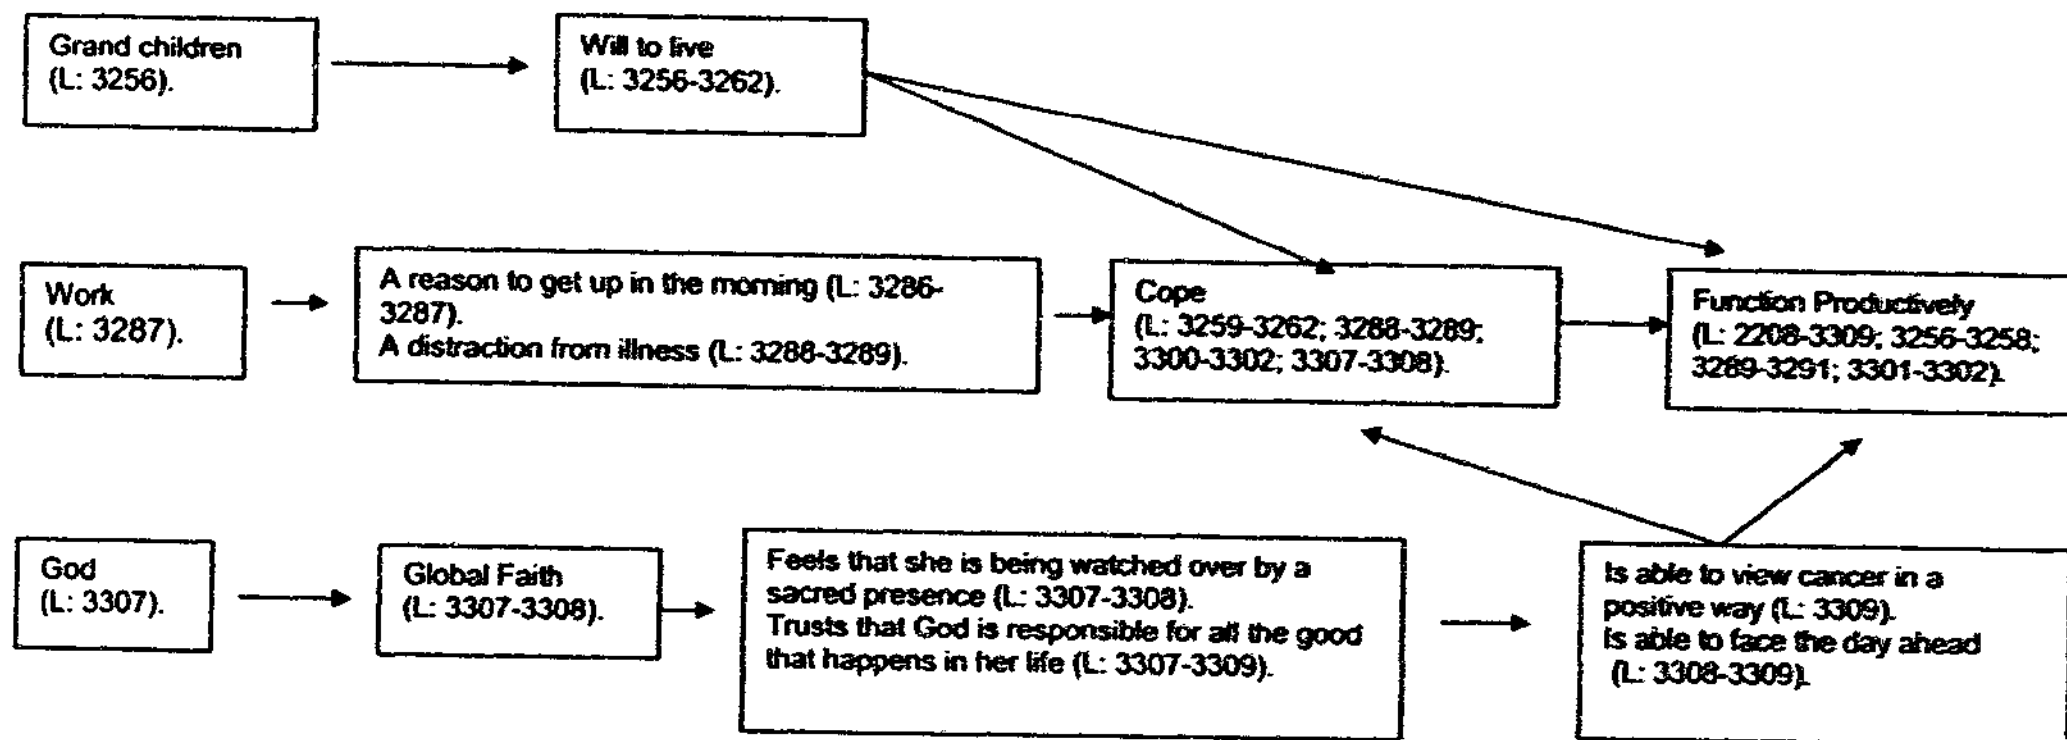 Grand children
(L: 3256).
Will to live
(L: 3256-3262).
Work
(L: 3287).
A reason to get up in the morning (L: 3286-
3287).
A distraction from illness (L: 3288-3289).
Cope
(L: 3259-3262; 3288-3289;
3300-3302; 3307-3308).
Function Productively
(L: 2208-3309; 3256-3258;
3289-3291; 3301-3302).
God
(L: 3307).
Global Faith
(L: 3307-3308).
Feels that she is being watched over by a
sacred presence (L: 3307-3308).
Trusts that God is responsible for all the good
that happens in her life (L: 3307-3309).
Is able to view cancer in a
positive way (L: 3309).
Is able to face the day ahead
(L: 3308-3309).